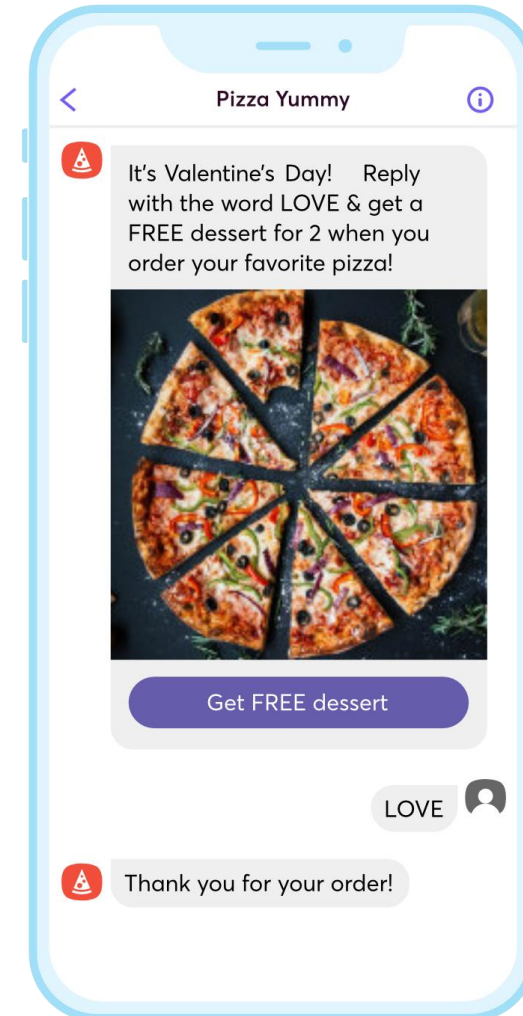 Pizza Yummy
It's Valentine's Day! Reply
with the word LOVE & get a
FREE dessert for 2 when you
order your favorite pizza!
Get FREE dessert
LOVE
Thank you for your order!